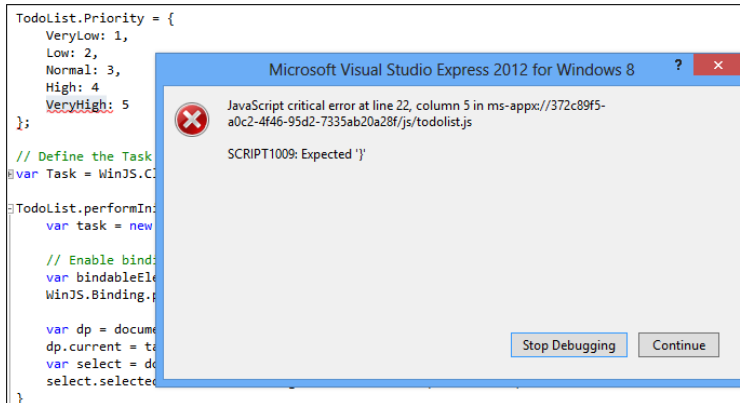 TodoList.Priority = {
VeryLow: 1,
Low: 2,
Normal: 3,
High: 4
VeryHigh: 5
};
// Define the Task
var Task = WinJS.Cl
TodoList.performIni
var task = new
// Enable bindi
var bindableEle
WinJS.Binding.p
var dp = docume
dp.current = ta
var select = do
select.selected
}
Microsoft Visual Studio Express 2012 for Windows 8
?
x
JavaScript critical error at line 22, column 5 in ms-appx://372c89f5-
a0c2-4f46-95d2-7335ab20a28f/js/todolist.js
SCRIPT1009: Expected '}'
Stop Debugging
Continue